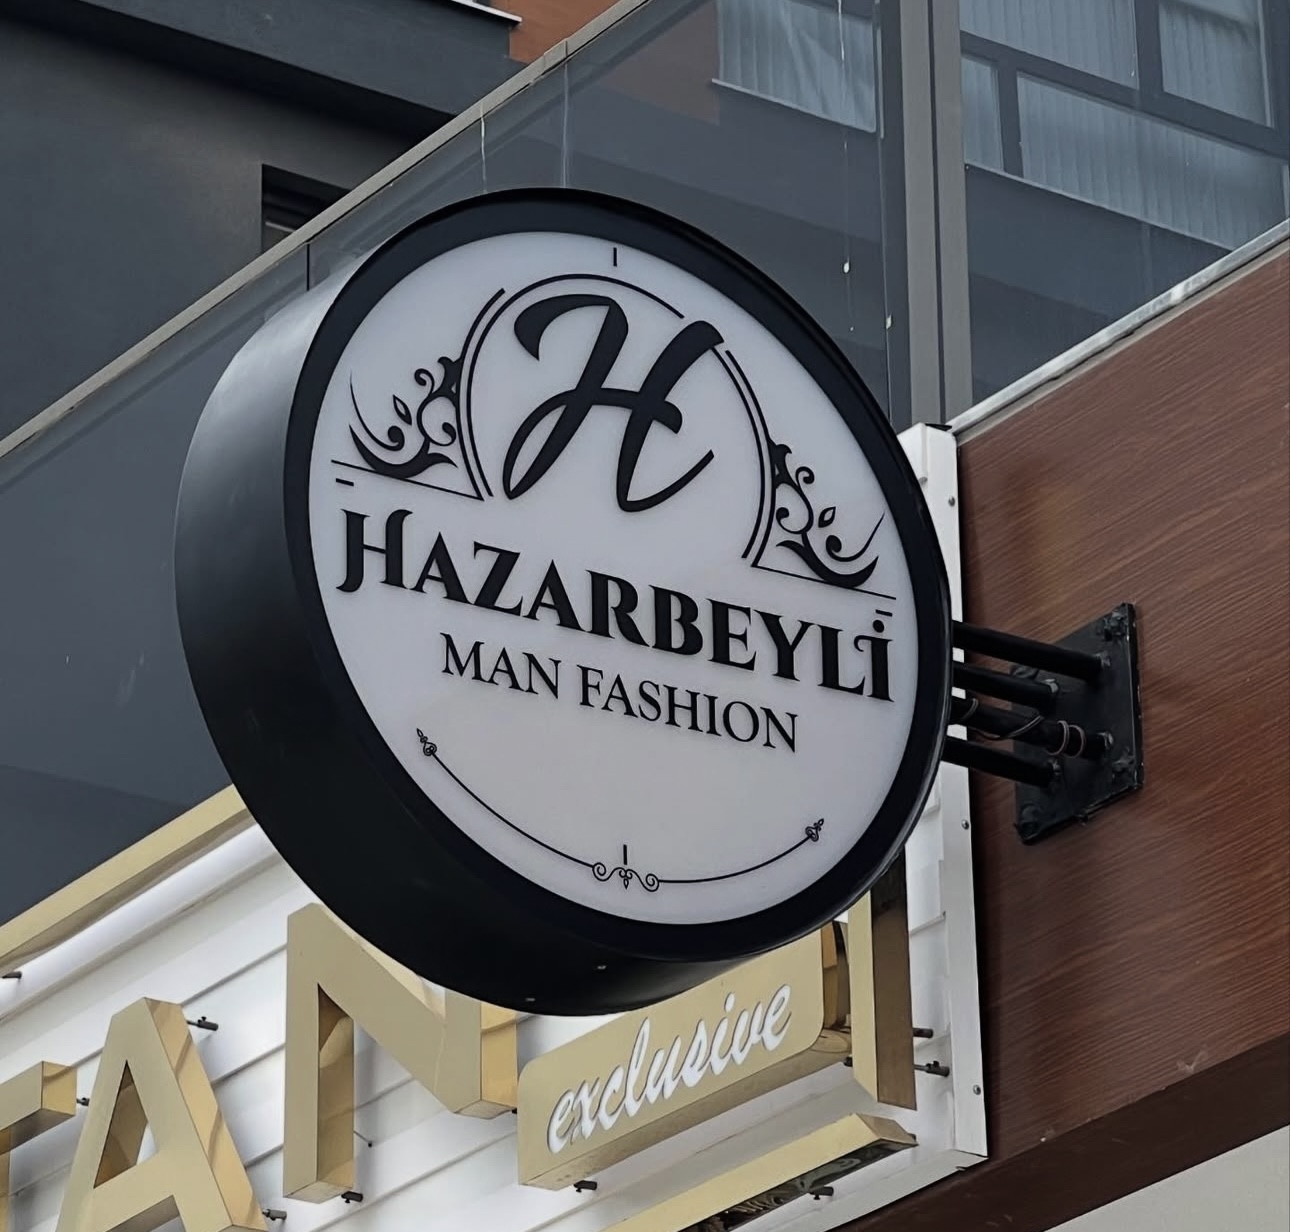 H
HAZARBEYLİ
MAN FASHION
exclusive